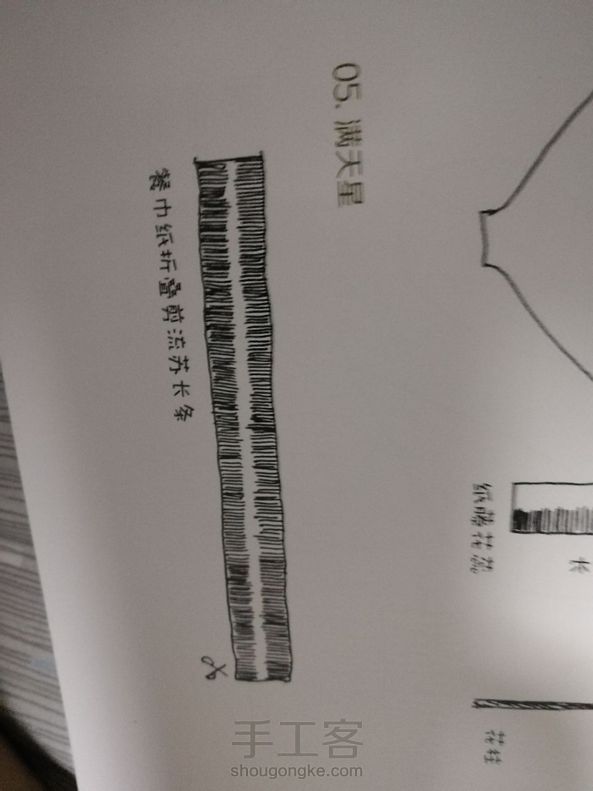 05. 满天星
餐巾纸折叠剪流苏长条
纸藤花蕊
长
花柱
手工客
shougongke.com